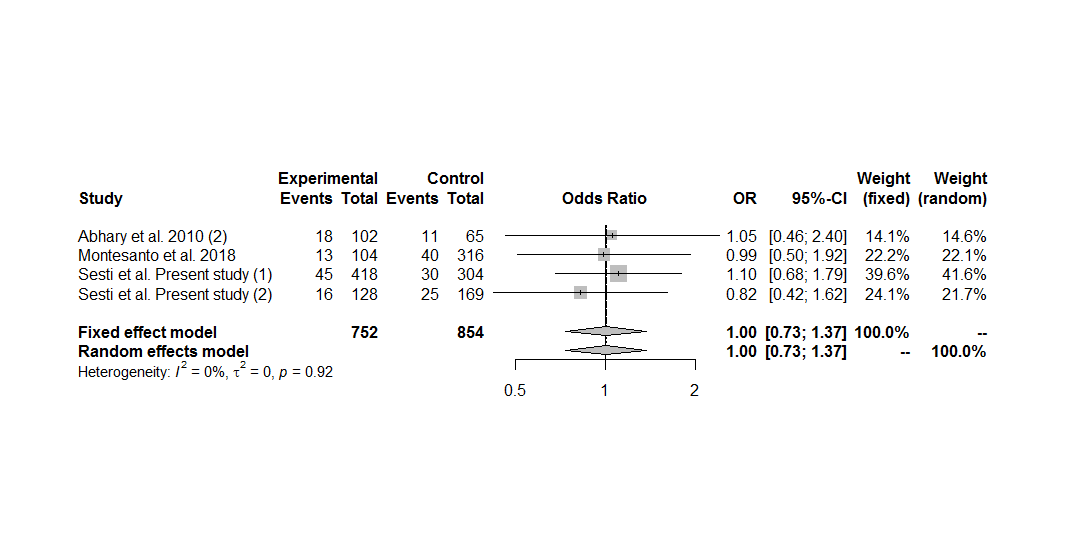 Experimental Control Weight Weight
Study Events Total Events Total Odds Ratio OR 95%-CI (fixed) (random)
Abhary et al. 2010 (2) 18 102 11 65 1.05 [0.46; 2.40] 14.1% 14.6%
Montesanto et al. 2018 13 104 40 316 0.99 [0.50; 1.92] 22.2% 22.1%
Sesti et al. Present study (1) 45 418 30 304 1.10 [0.68; 1.79] 39.6% 41.6%
Sesti et al. Present study (2) 16 128 25 169 0.82 [0.42; 1.62] 24.1% 21.7%
Fixed effect model 752 854 1.00 [0.73; 1.37] 100.0% --
Random effects model 1.00 [0.73; 1.37] -- 100.0%
Heterogeneity: I² = 0%, τ² = 0, p = 0.92
0.5 1 2